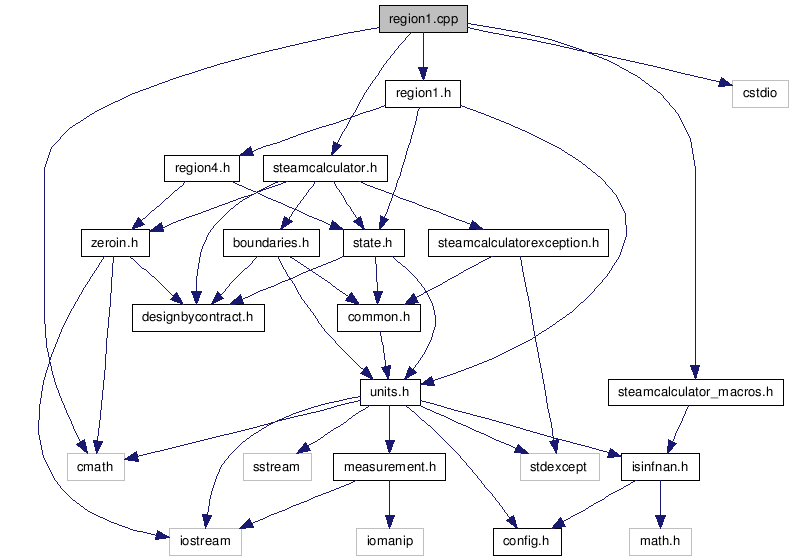 region1.cpp
region1.h
cstdio
region4.h
steamcalculator.h
zeroin.h
boundaries.h
state.h
steamcalculatorexception.h
designbycontract.h
common.h
units.h
steamcalculator_macros.h
cmath
sstream
measurement.h
stdexcept
isinfnan.h
iostream
iomanip
config.h
math.h